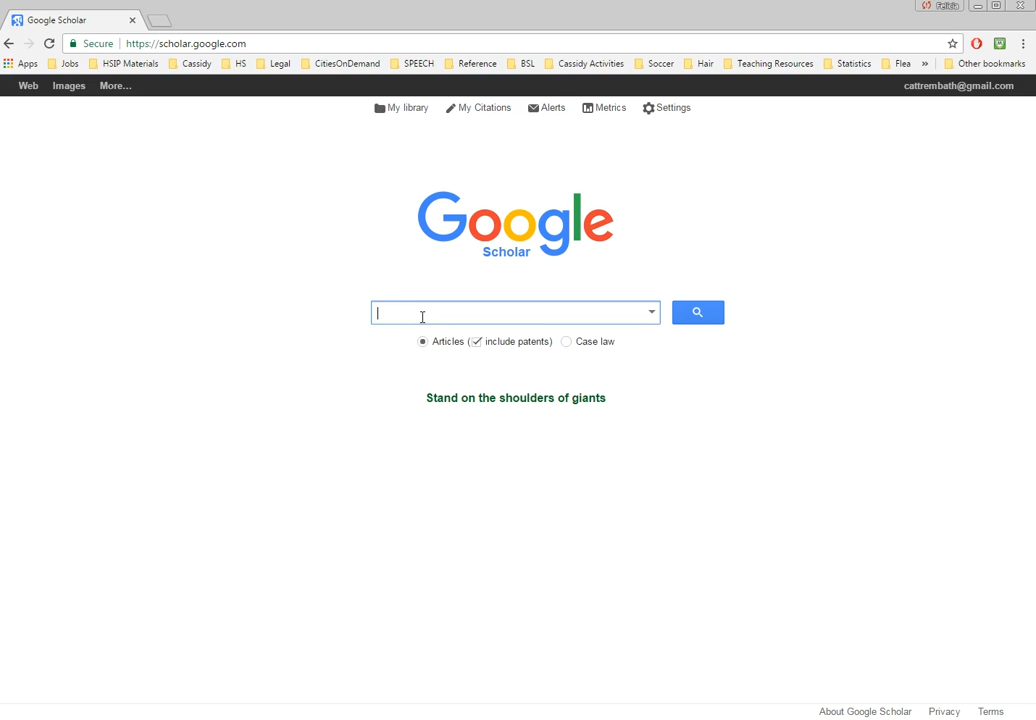 Felicia
Google Scholar
Secure https://scholar.google.com
Apps Jobs HSIP Materials Cassidy HS Legal CitiesOnDemand SPEECH Reference BSL Cassidy Activities Soccer Hair Teaching Resources Statistics Flea » Other bookmarks
Web Images More... cattrembath@gmail.com
My library My Citations Alerts Metrics Settings
Google
Scholar
Articles ( include patents) Case law
Stand on the shoulders of giants
About Google Scholar Privacy Terms